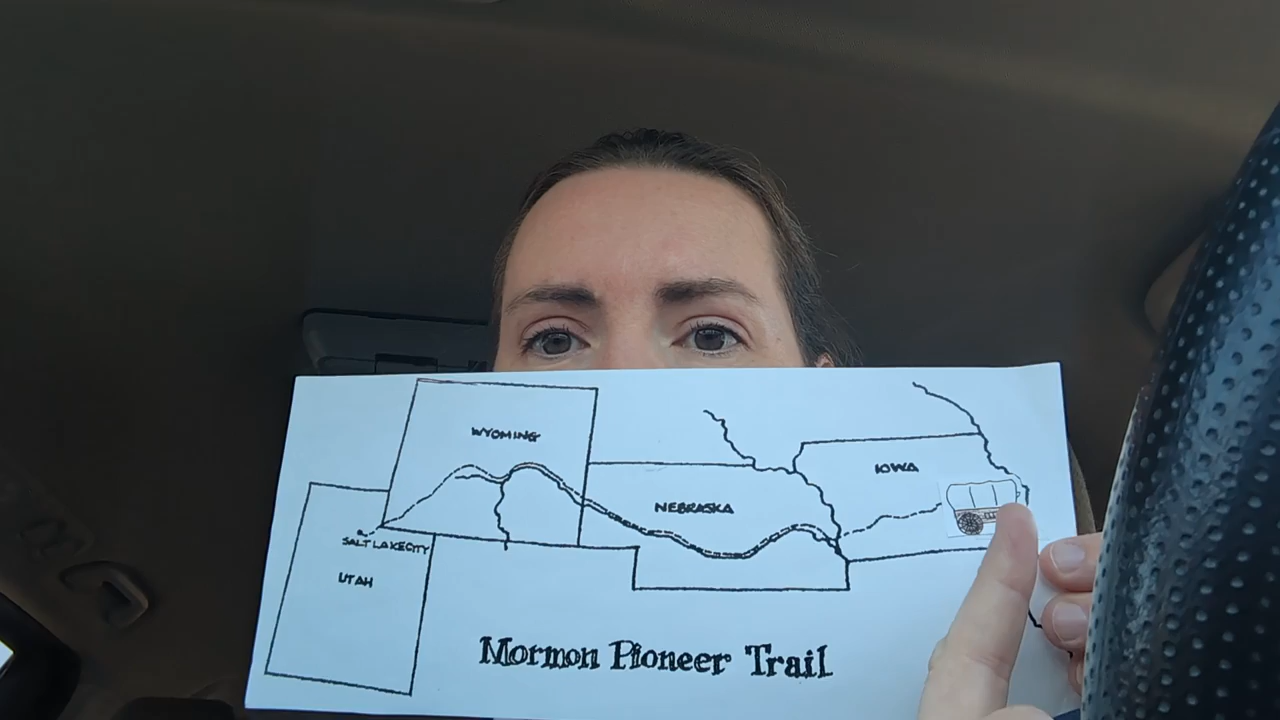 WYOMING
IOWA
NEBRASKA
SALT LAKE CITY
UTAH
Mormon Pioneer Trail